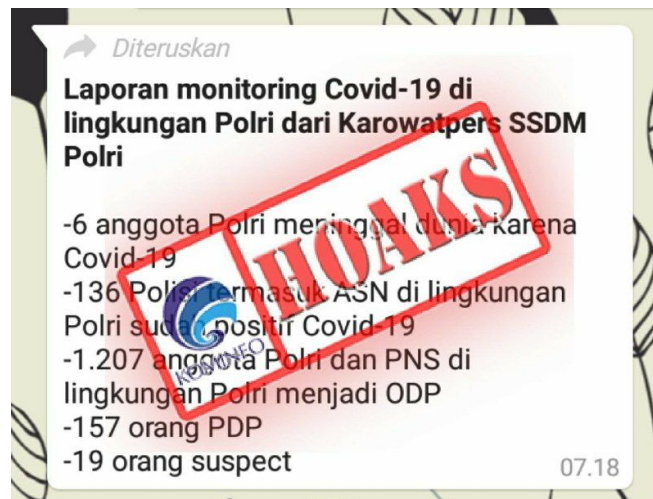 Diteruskan
Laporan monitoring Covid-19 di
lingkungan Polri dari Karowatpers SSDM
Polri
-6 anggota Polri meninggal dunia karena
Covid-19
-136 Polisi termasuk ASN di lingkungan
Polri sudah positif Covid-19
-1.207 anggota Polri dan PNS di
lingkungan Polri menjadi ODP
-157 orang PDP
-19 orang suspect
07.18
HOAKS
KOMINFO